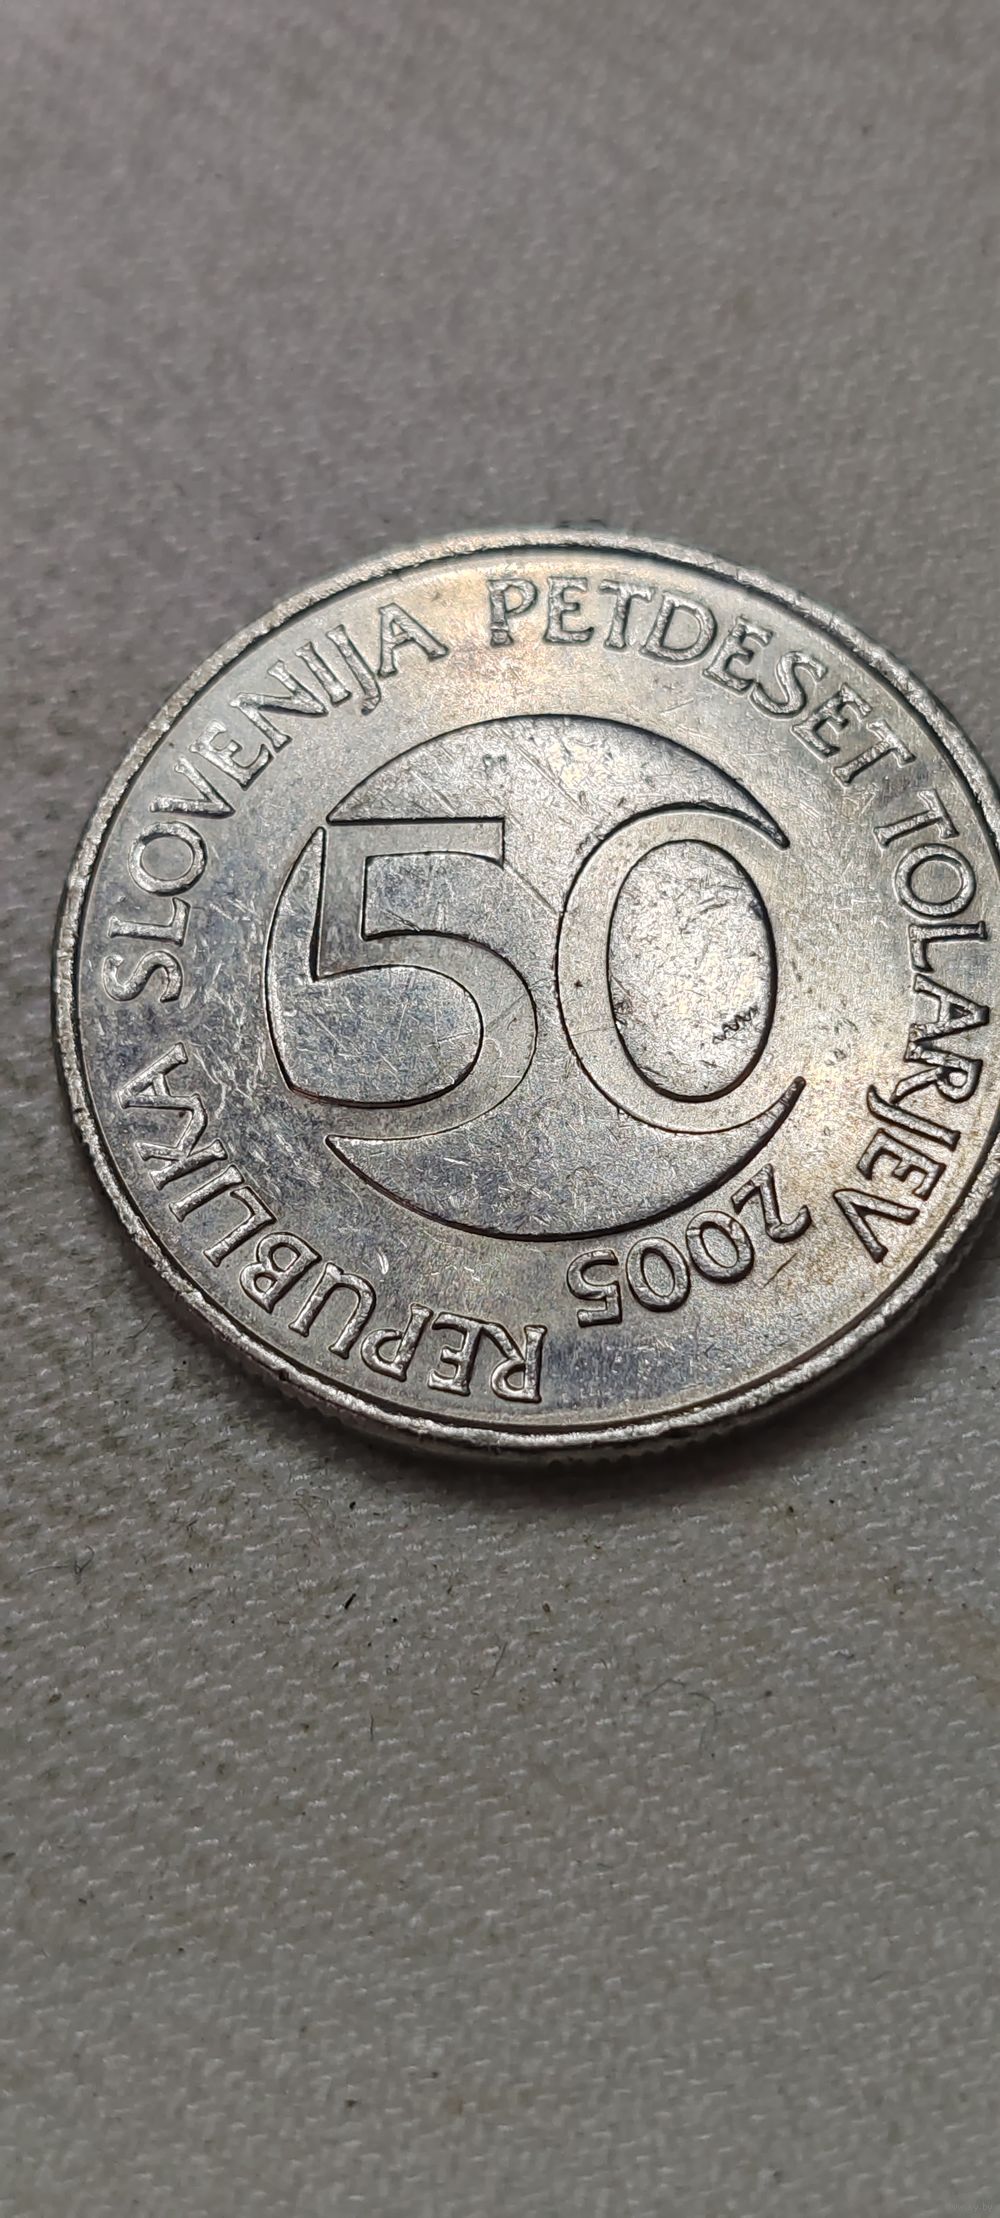 REPUBLIKA SLOVENIJA PETDESET TOLARJEV
2005
50